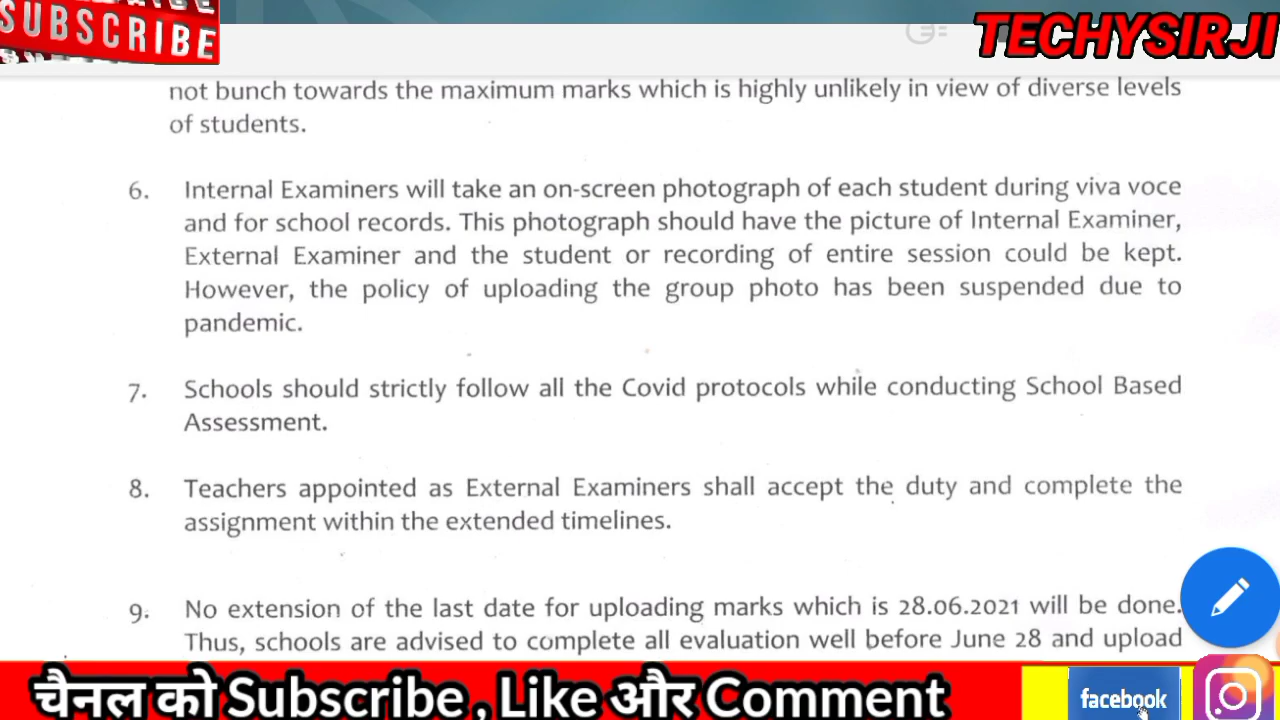 SUBSCRIBE
TECHYSIRJI
not bunch towards the maximum marks which is highly unlikely in view of diverse levels
of students.
6. Internal Examiners will take an on-screen photograph of each student during viva voce
and for school records. This photograph should have the picture of Internal Examiner,
External Examiner and the student or recording of entire session could be kept.
However, the policy of uploading the group photo has been suspended due to
pandemic.
7. Schools should strictly follow all the Covid protocols while conducting School Based
Assessment.
8. Teachers appointed as External Examiners shall accept the duty and complete the
assignment within the extended timelines.
9. No extension of the last date for uploading marks which is 28.06.2021 will be done.
Thus, schools are advised to complete all evaluation well before June 28 and upload
चैनल को Subscribe , Like और Comment
facebook